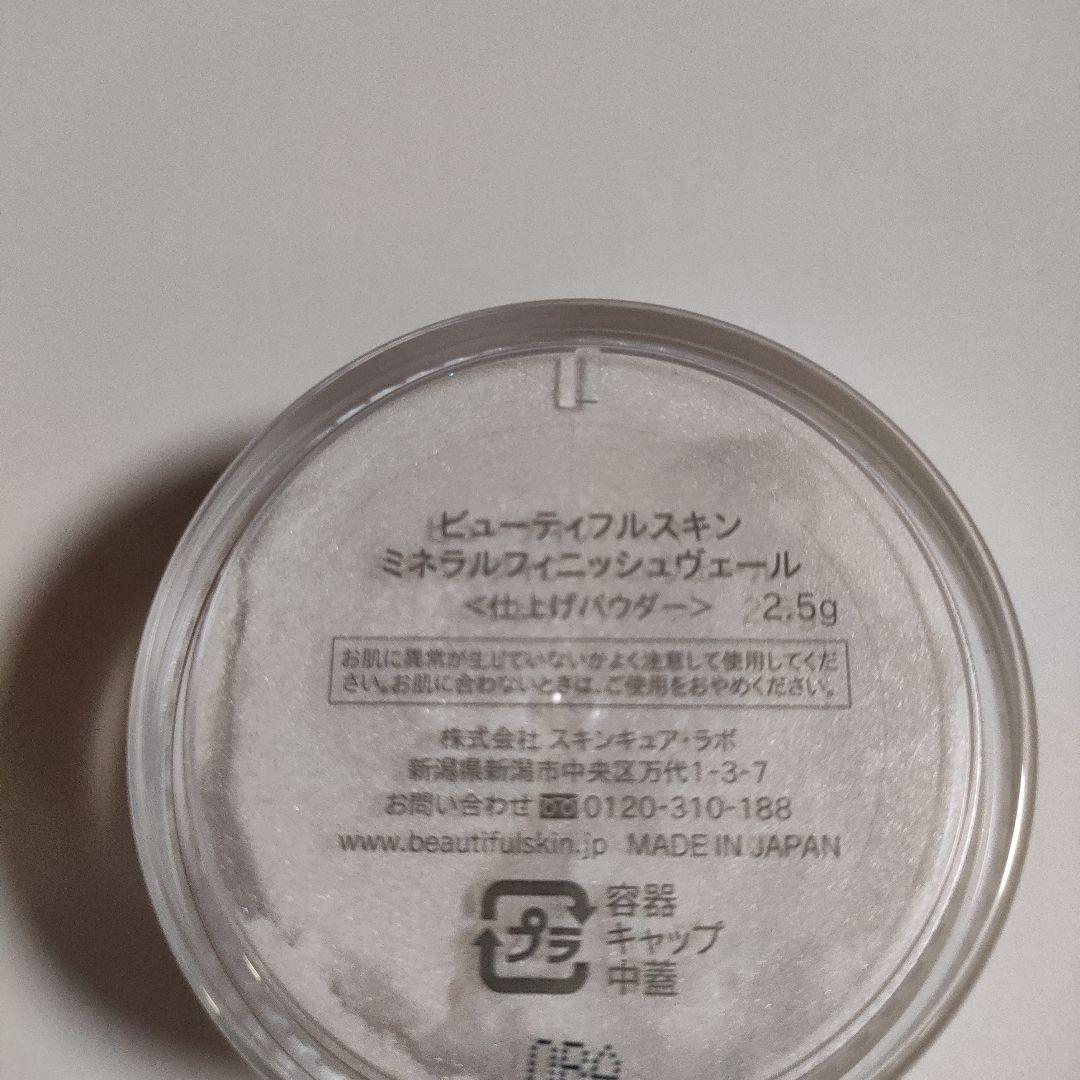 ビューティフルスキン
ミネラルフィニッシュヴェール
<仕上げパウダー> 2.5g
お肌に異常が生じていないかよく注意して使用してくだ
さい。お肌に合わないときは、ご使用をおやめください。
株式会社 スキンキュア・ラボ
新潟県新潟市中央区万代1-3-7
お問い合わせ 0120-310-188
www.beautifulskin.jp MADE IN JAPAN
プラ 容器
キャップ
中蓋